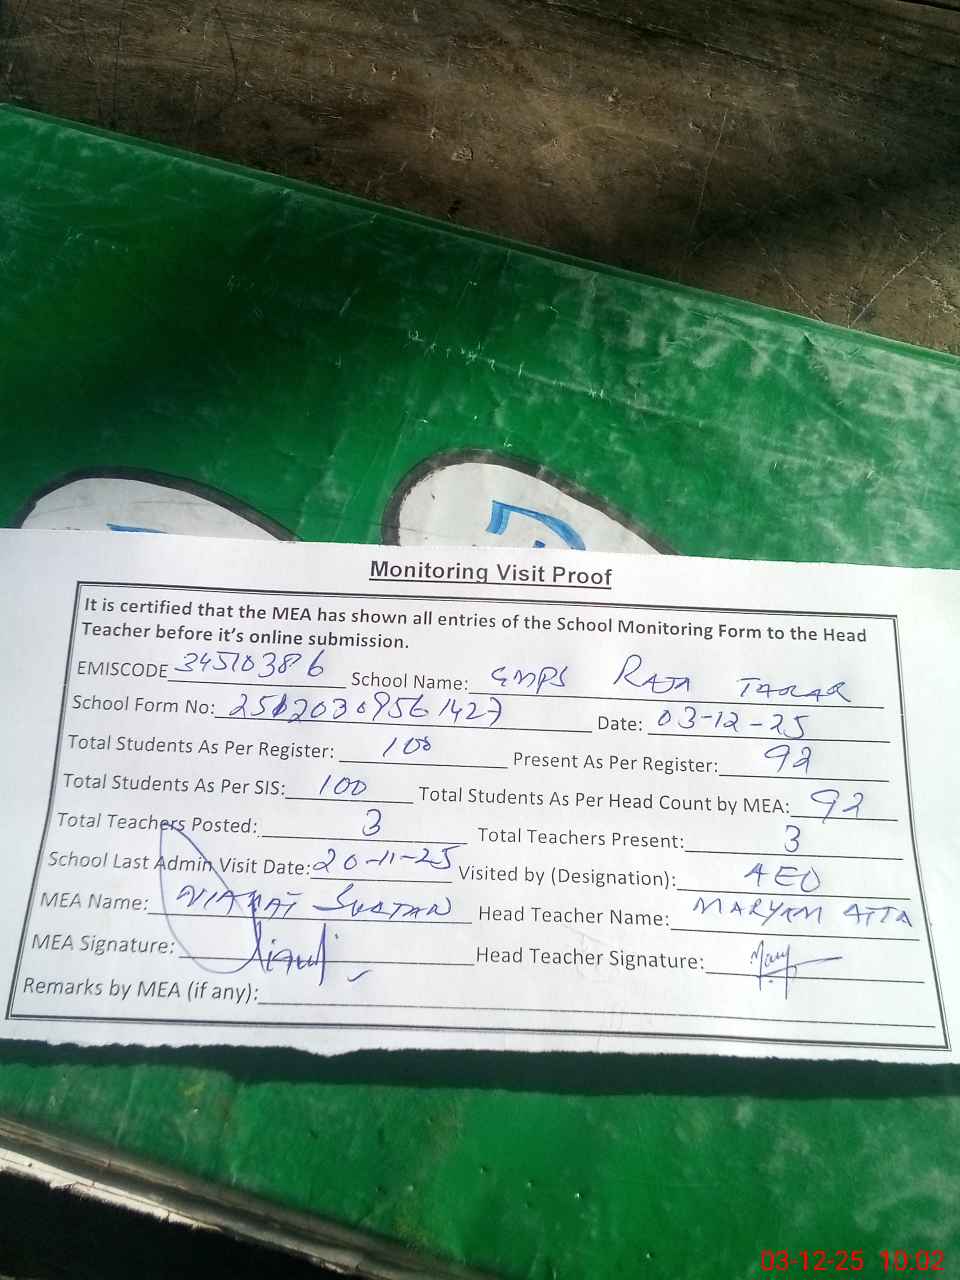 Monitoring Visit Proof
It is certified that the MEA has shown all entries of the School Monitoring Form to the Head
Teacher before it's online submission.
EMISCODE 34510386 School Name: GMPS RAJA TARAR
School Form No: 25120309561427 Date: 03-12-25
Total Students As Per Register: 100 Present As Per Register: 92
Total Students As Per SIS: 100 Total Students As Per Head Count by MEA: 92
Total Teachers Posted: 3 Total Teachers Present: 3
School Last Admin Visit Date: 20-11-25 Visited by (Designation): AEO
MEA Name: Head Teacher Name: MARYAM ATTA
MEA Signature: Head Teacher Signature:
Remarks by MEA (if any):
03-12-25 10:02